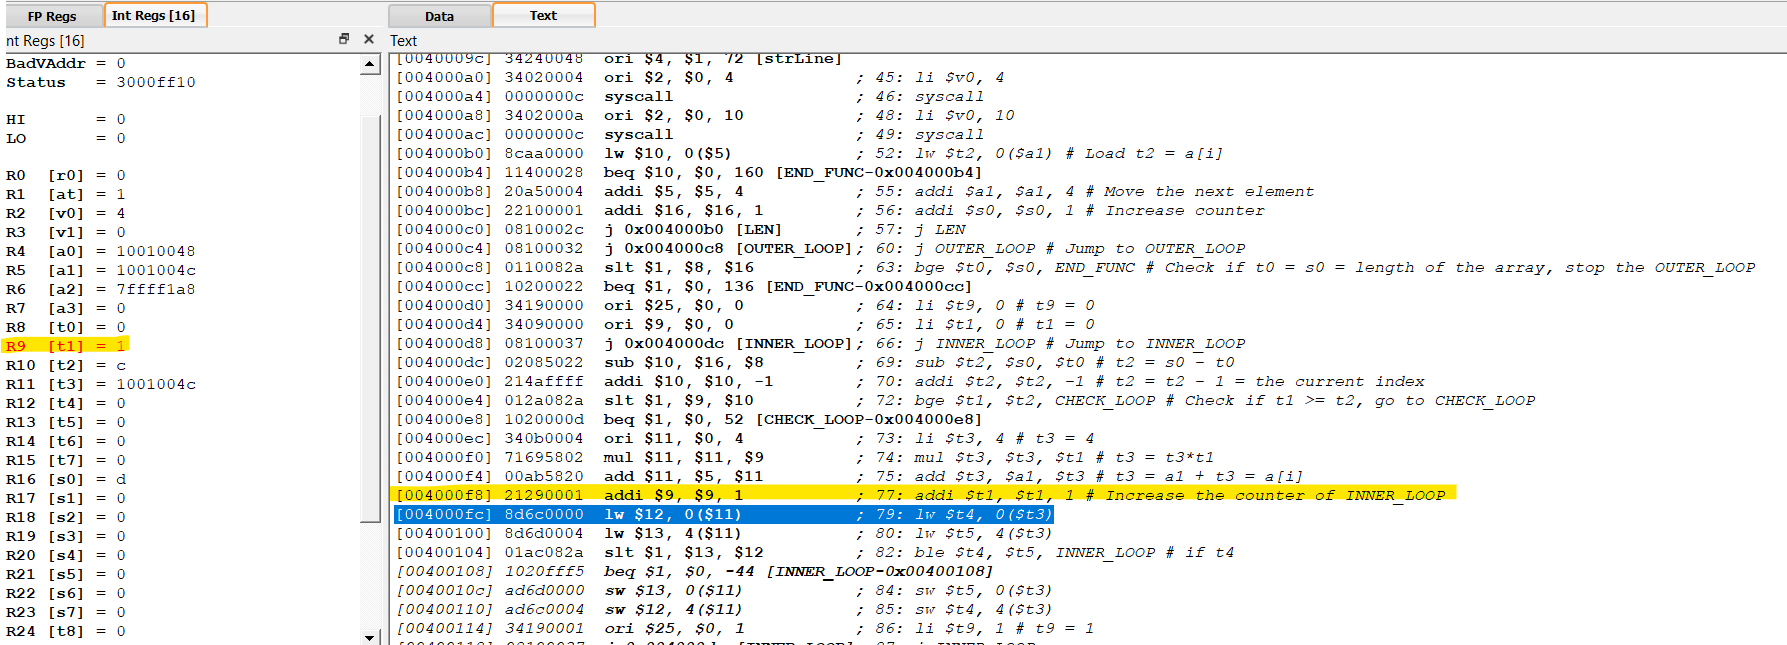 FP Regs
Int Regs [16]
Data
Text
nt Regs [16]
Text
BadVAddr = 0
Status = 3000ff10
HI = 0
LO = 0
R0 [r0] = 0
R1 [at] = 1
R2 [v0] = 4
R3 [v1] = 0
R4 [a0] = 10010048
R5 [a1] = 1001004c
R6 [a2] = 7ffff1a8
R7 [a3] = 0
R8 [t0] = 0
R9 [t1] = 1
R10 [t2] = c
R11 [t3] = 1001004c
R12 [t4] = 0
R13 [t5] = 0
R14 [t6] = 0
R15 [t7] = 0
R16 [s0] = d
R17 [s1] = 0
R18 [s2] = 0
R19 [s3] = 0
R20 [s4] = 0
R21 [s5] = 0
R22 [s6] = 0
R23 [s7] = 0
R24 [t8] = 0
[0040009c] 34240048 ori $4, $1, 72 [strLine]
[004000a0] 34020004 ori $2, $0, 4 ; 45: li $v0, 4
[004000a4] 0000000c syscall ; 46: syscall
[004000a8] 3402000a ori $2, $0, 10 ; 48: li $v0, 10
[004000ac] 0000000c syscall ; 49: syscall
[004000b0] 8caa0000 lw $10, 0($5) ; 52: lw $t2, 0($a1) # Load t2 = a[i]
[004000b4] 11400028 beq $10, $0, 160 [END_FUNC-0x004000b4]
[004000b8] 20a50004 addi $5, $5, 4 ; 55: addi $a1, $a1, 4 # Move the next element
[004000bc] 22100001 addi $16, $16, 1 ; 56: addi $s0, $s0, 1 # Increase counter
[004000c0] 0810002c j 0x004000b0 [LEN] ; 57: j LEN
[004000c4] 08100032 j 0x004000c8 [OUTER_LOOP]; 60: j OUTER_LOOP # Jump to OUTER_LOOP
[004000c8] 0110082a slt $1, $8, $16 ; 63: bge $t0, $s0, END_FUNC # Check if t0 = s0 = length of the array, stop the OUTER_LOOP
[004000cc] 10200022 beq $1, $0, 136 [END_FUNC-0x004000cc]
[004000d0] 34190000 ori $25, $0, 0 ; 64: li $t9, 0 # t9 = 0
[004000d4] 34090000 ori $9, $0, 0 ; 65: li $t1, 0 # t1 = 0
[004000d8] 08100037 j 0x004000dc [INNER_LOOP]; 66: j INNER_LOOP # Jump to INNER_LOOP
[004000dc] 02085022 sub $10, $16, $8 ; 69: sub $t2, $s0, $t0 # t2 = s0 - t0
[004000e0] 214affff addi $10, $10, -1 ; 70: addi $t2, $t2, -1 # t2 = t2 - 1 = the current index
[004000e4] 012a082a slt $1, $9, $10 ; 72: bge $t1, $t2, CHECK_LOOP # Check if t1 >= t2, go to CHECK_LOOP
[004000e8] 1020000d beq $1, $0, 52 [CHECK_LOOP-0x004000e8]
[004000ec] 340b0004 ori $11, $0, 4 ; 73: li $t3, 4 # t3 = 4
[004000f0] 71695802 mul $11, $11, $9 ; 74: mul $t3, $t3, $t1 # t3 = t3*t1
[004000f4] 00ab5820 add $11, $5, $11 ; 75: add $t3, $a1, $t3 # t3 = a1 + t3 = a[i]
[004000f8] 21290001 addi $9, $9, 1 ; 77: addi $t1, $t1, 1 # Increase the counter of INNER_LOOP
[004000fc] 8d6c0000 lw $12, 0($11) ; 79: lw $t4, 0($t3)
[00400100] 8d6d0004 lw $13, 4($11) ; 80: lw $t5, 4($t3)
[00400104] 01ac082a slt $1, $13, $12 ; 82: ble $t4, $t5, INNER_LOOP # if t4
[00400108] 1020fff5 beq $1, $0, -44 [INNER_LOOP-0x00400108]
[0040010c] ad6d0000 sw $13, 0($11) ; 84: sw $t5, 0($t3)
[00400110] ad6c0004 sw $12, 4($11) ; 85: sw $t4, 4($t3)
[00400114] 34190001 ori $25, $0, 1 ; 86: li $t9, 1 # t9 = 1